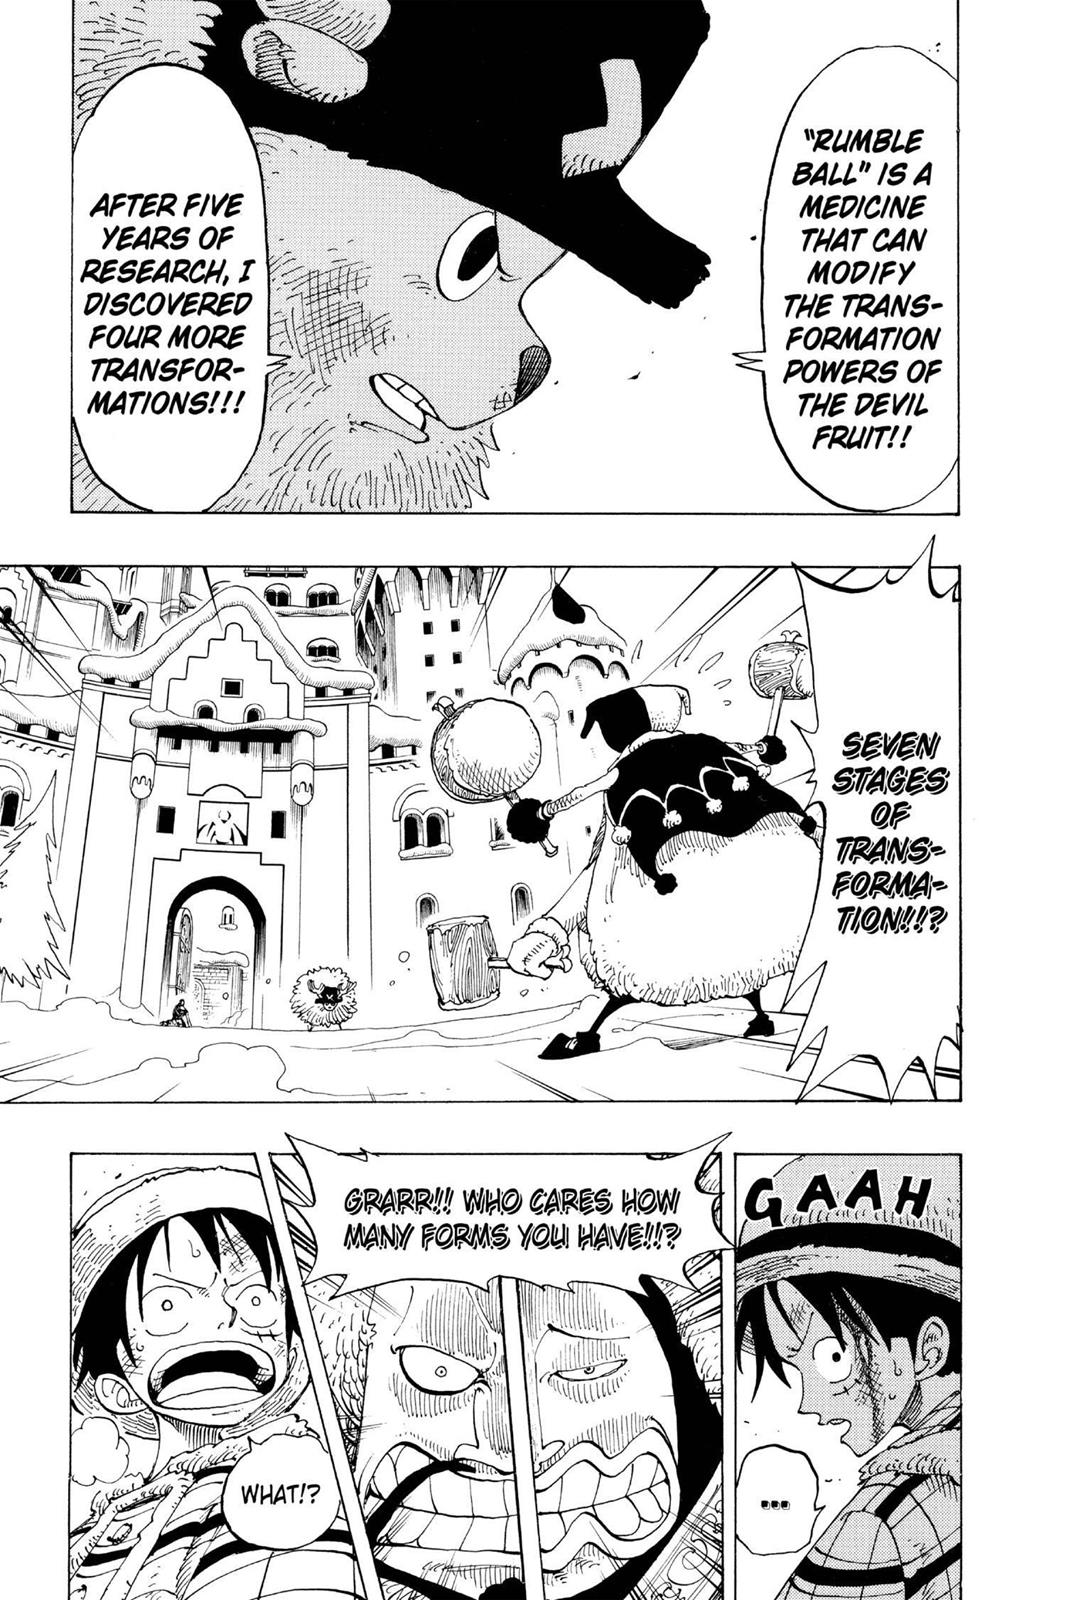 "RUMBLE
BALL" IS A
MEDICINE
THAT CAN
MODIFY
THE TRANS-
FORMATION
POWERS OF
THE DEVIL
FRUIT!!
AFTER FIVE
YEARS OF
RESEARCH, I
DISCOVERED
FOUR MORE
TRANSFOR-
MATIONS!!!
SEVEN
STAGES
OF
TRANS-
FORMA-
TION!!!?
GAAH
...
GRARR!! WHO CARES HOW
MANY FORMS YOU HAVE!!!?
WHAT!?